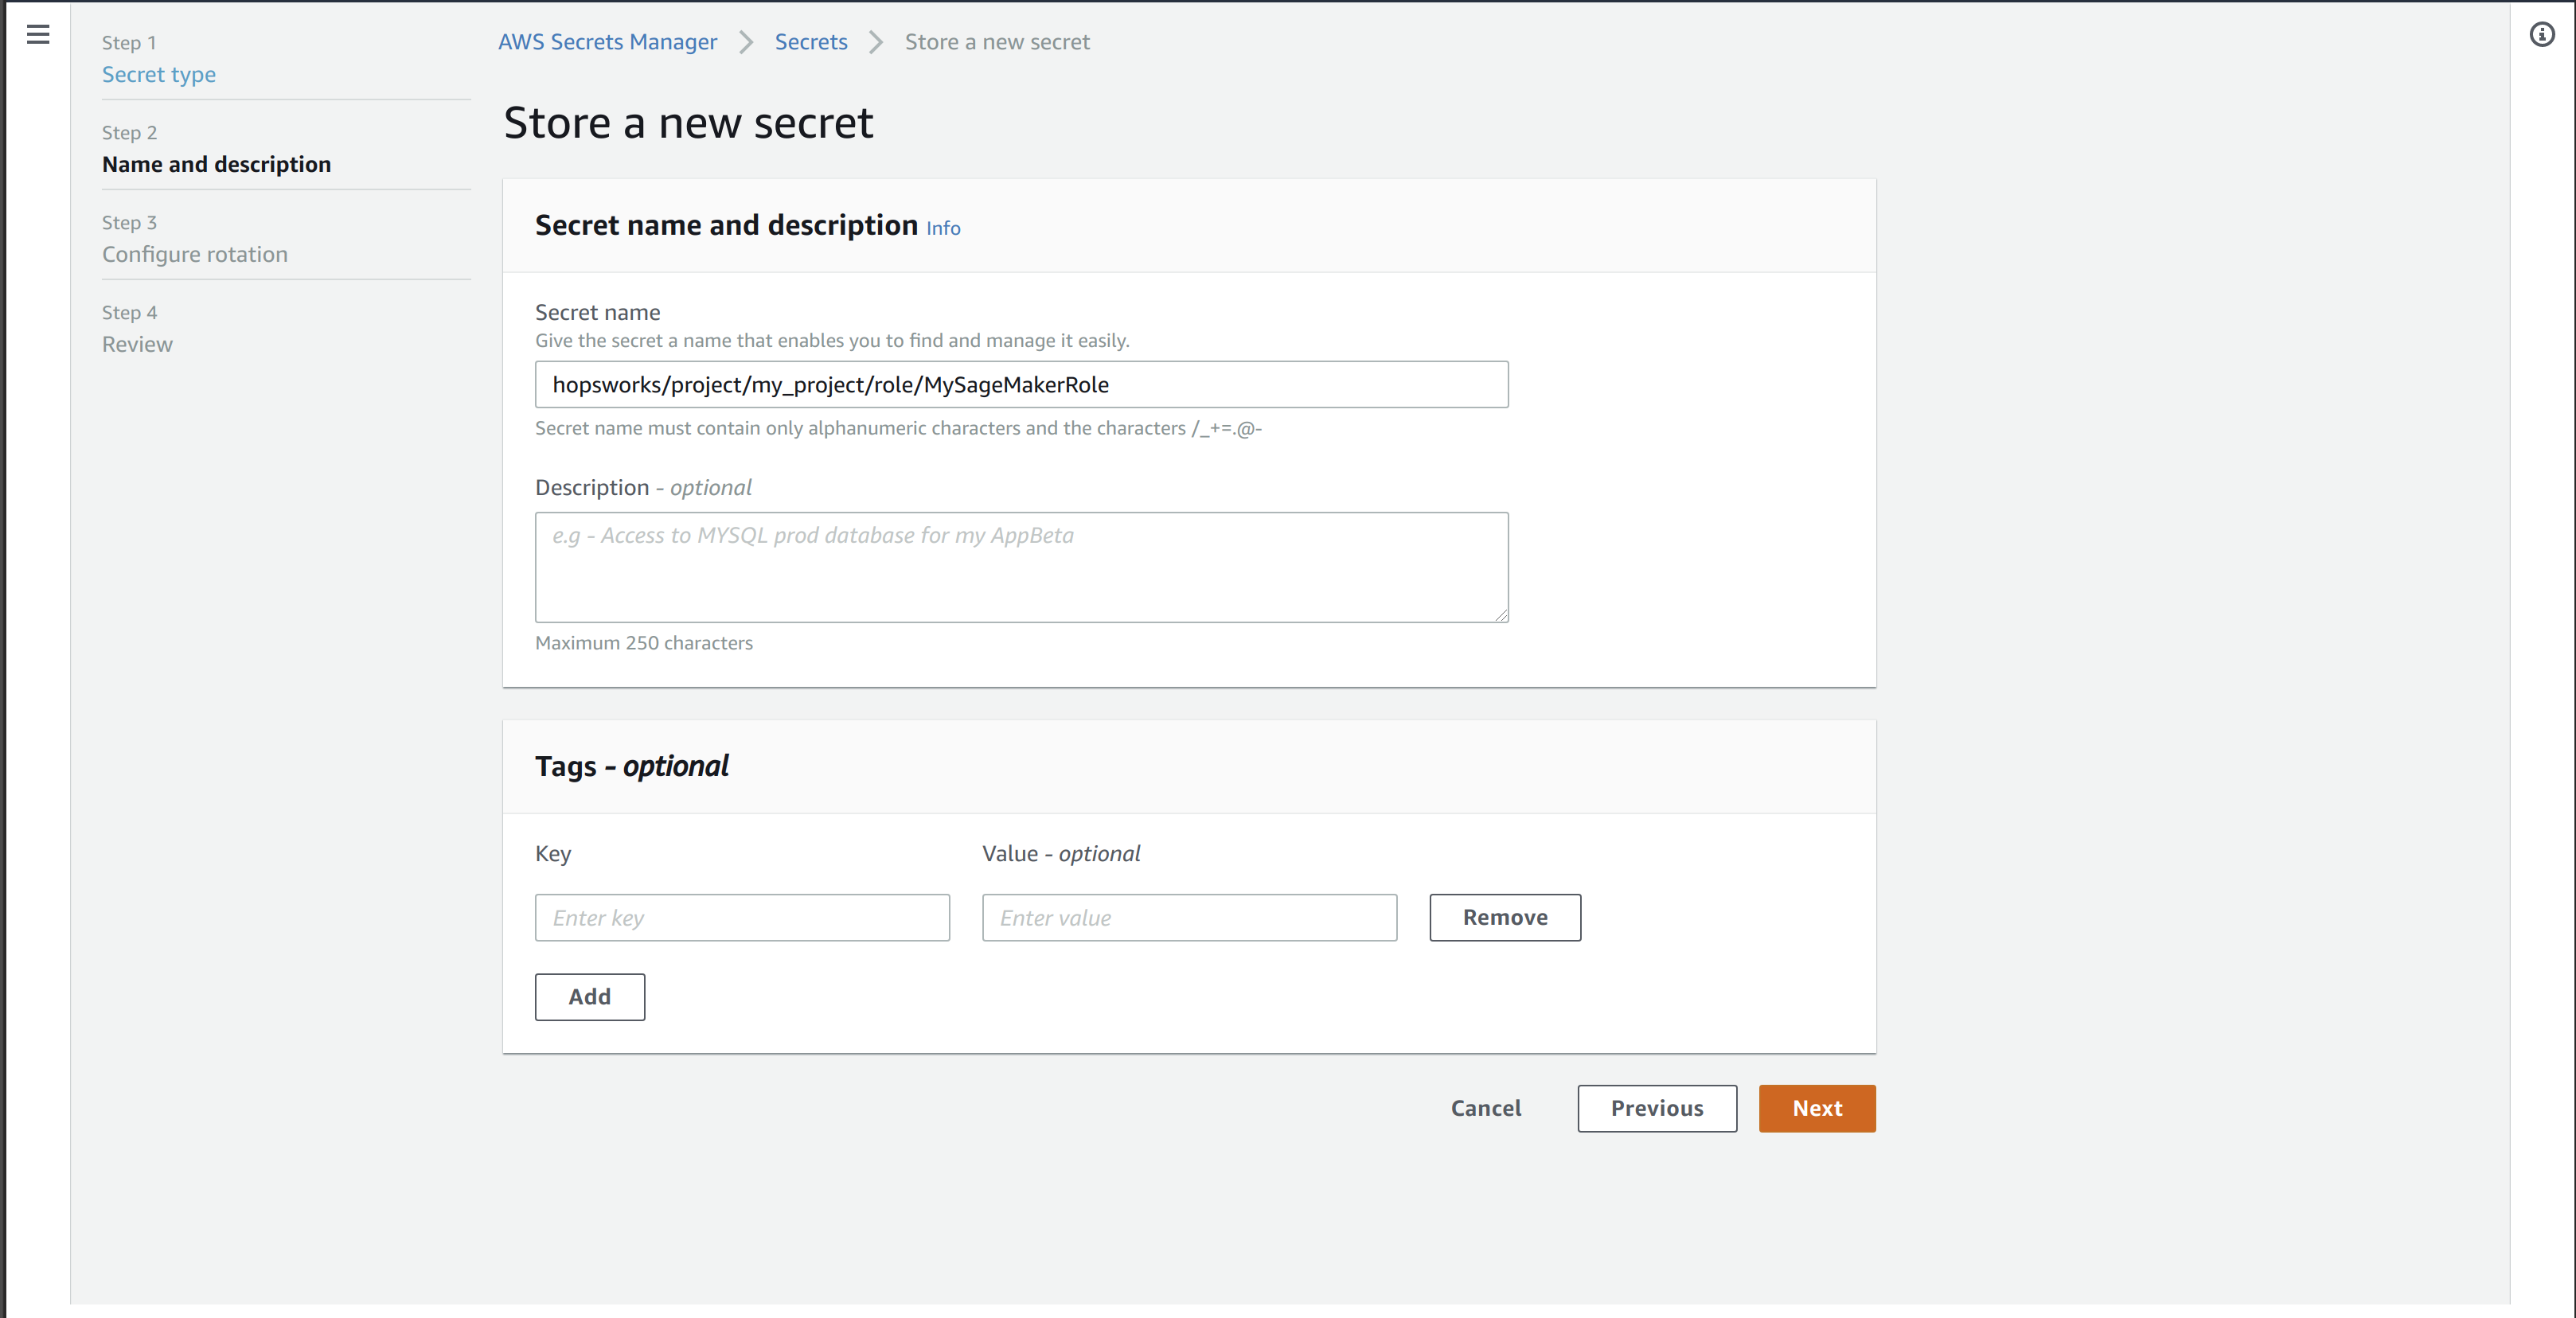 Step 1
Secret type
Step 2
Name and description
Step 3
Configure rotation
Step 4
Review
AWS Secrets Manager > Secrets > Store a new secret
Store a new secret
Secret name and description Info
Secret name
Give the secret a name that enables you to find and manage it easily.
hopsworks/project/my_project/role/MySageMakerRole
Secret name must contain only alphanumeric characters and the characters /_+=.@-
Description - optional
e.g - Access to MYSQL prod database for my AppBeta
Maximum 250 characters
Tags - optional
Key Value - optional
Enter key Enter value Remove
Add
Cancel Previous Next